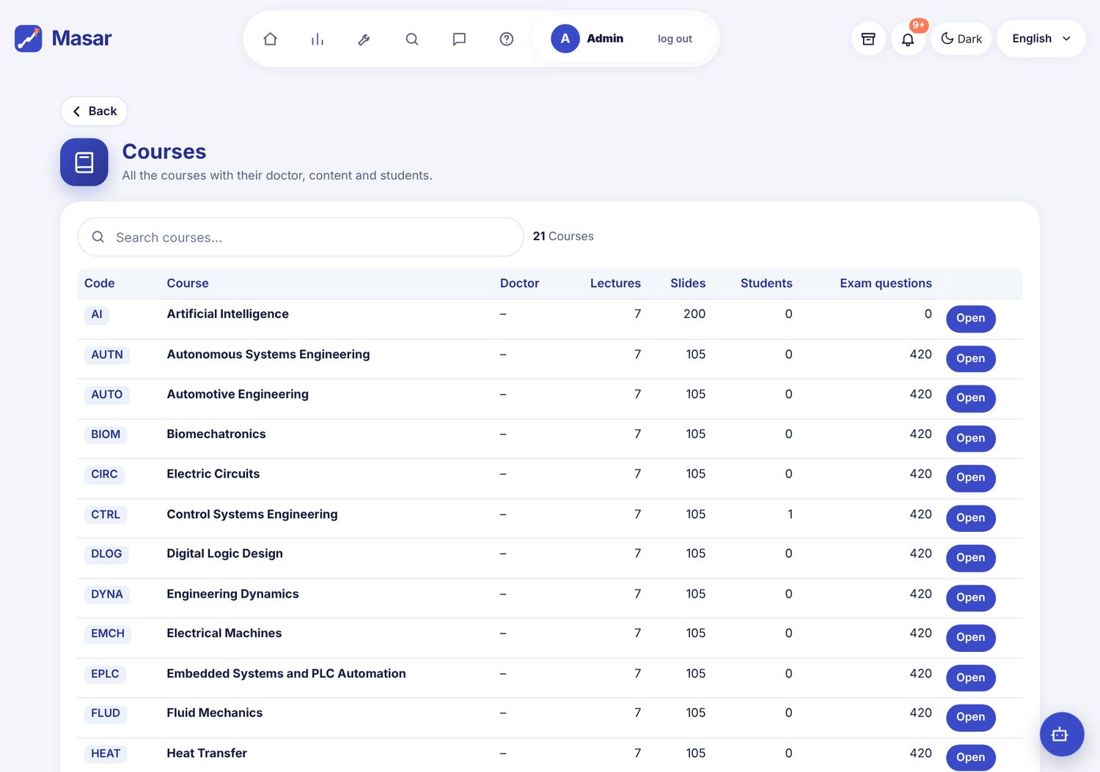 Masar
A Admin log out
9+
Dark
English
Back
Courses
All the courses with their doctor, content and students.
Search courses...
21 Courses
Code Course Doctor Lectures Slides Students Exam questions
AI Artificial Intelligence – 7 200 0 0 Open
AUTN Autonomous Systems Engineering – 7 105 0 420 Open
AUTO Automotive Engineering – 7 105 0 420 Open
BIOM Biomechatronics – 7 105 0 420 Open
CIRC Electric Circuits – 7 105 0 420 Open
CTRL Control Systems Engineering – 7 105 1 420 Open
DLOG Digital Logic Design – 7 105 0 420 Open
DYNA Engineering Dynamics – 7 105 0 420 Open
EMCH Electrical Machines – 7 105 0 420 Open
EPLC Embedded Systems and PLC Automation – 7 105 0 420 Open
FLUD Fluid Mechanics – 7 105 0 420 Open
HEAT Heat Transfer – 7 105 0 420 Open